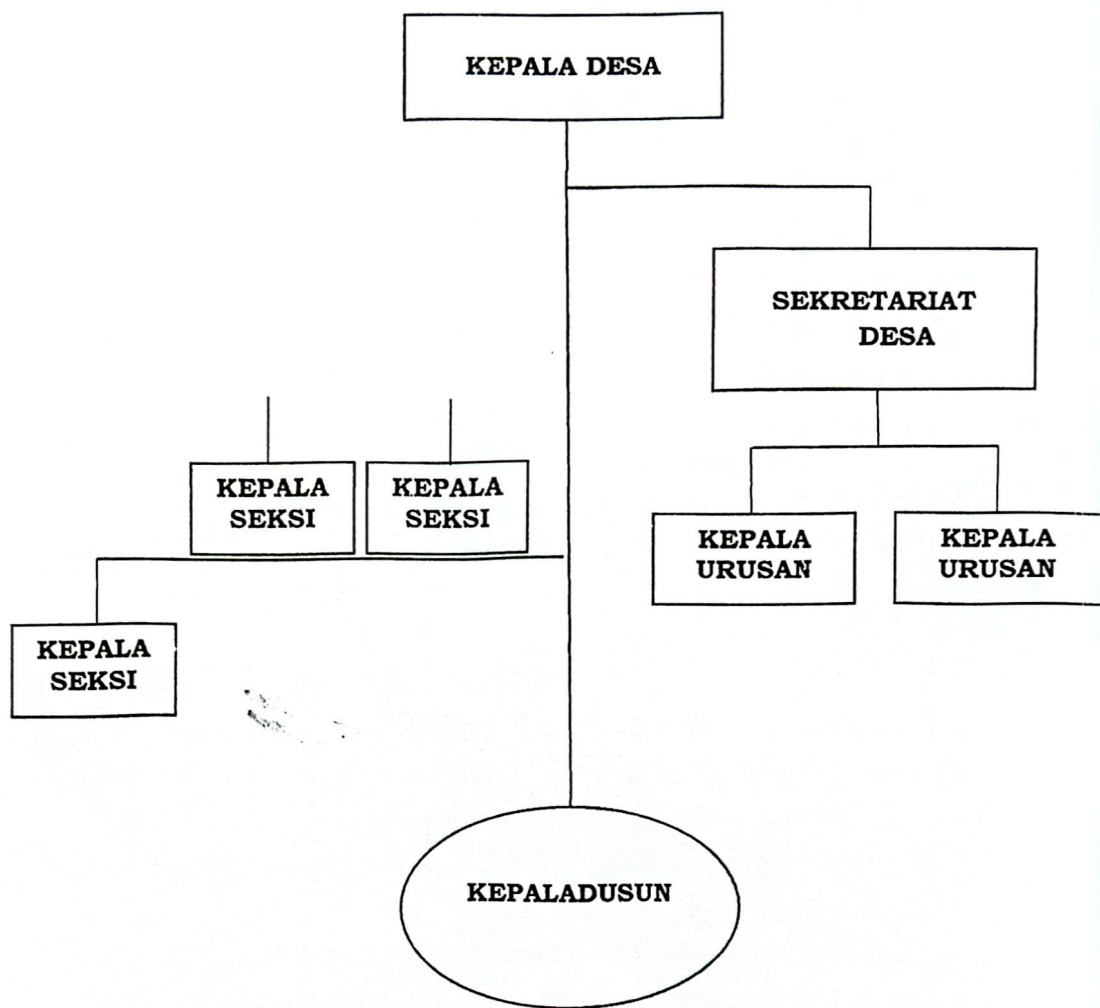 KEPALA DESA
SEKRETARIAT
DESA
KEPALA
SEKSI
KEPALA
SEKSI
KEPALA
URUSAN
KEPALA
URUSAN
KEPALA
SEKSI
KEPALADUSUN